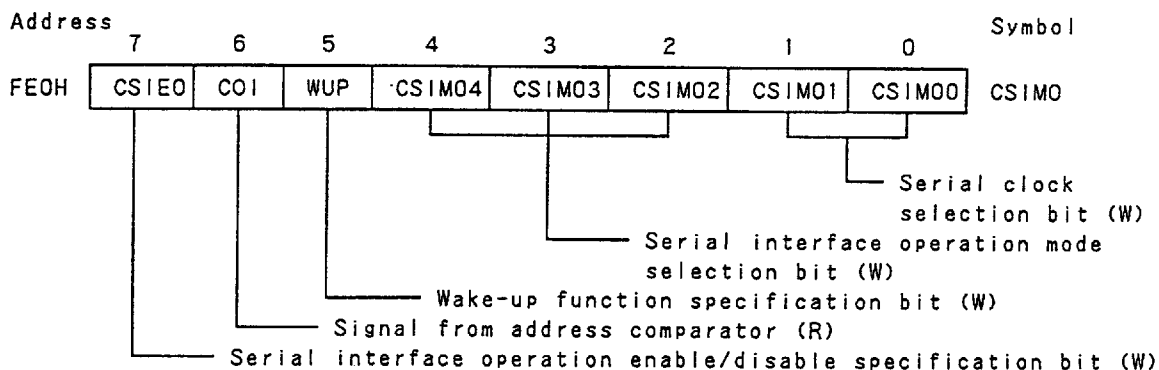 Address Symbol
7 6 5 4 3 2 1 0
FE0H CSIE0 COI WUP CSIM04 CSIM03 CSIM02 CSIM01 CSIM00 CSIM0
Serial clock
selection bit (W)
Serial interface operation mode
selection bit (W)
Wake-up function specification bit (W)
Signal from address comparator (R)
Serial interface operation enable/disable specification bit (W)